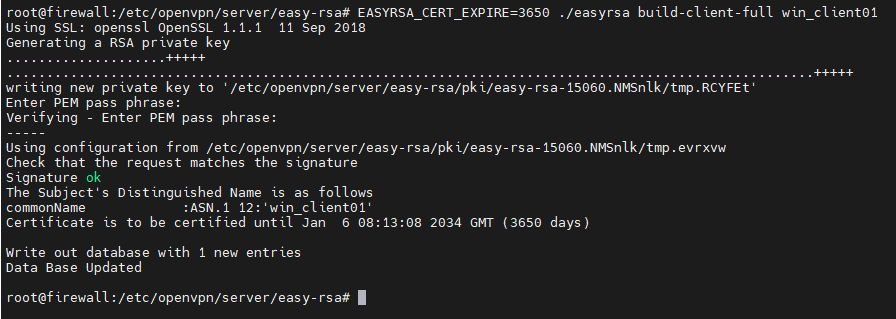 root@firewall:/etc/openvpn/server/easy-rsa# EASYRSA_CERT_EXPIRE=3650 ./easyrsa build-client-full win_client01
Using SSL: openssl OpenSSL 1.1.1  11 Sep 2018
Generating a RSA private key
....................+++++
.....................................................................................................+++++
writing new private key to '/etc/openvpn/server/easy-rsa/pki/easy-rsa-15060.NMSnlk/tmp.RCYFEt'
Enter PEM pass phrase:
Verifying - Enter PEM pass phrase:
-----
Using configuration from /etc/openvpn/server/easy-rsa/pki/easy-rsa-15060.NMSnlk/tmp.evrxvw
Check that the request matches the signature
Signature ok
The Subject's Distinguished Name is as follows
commonName            :ASN.1 12:'win_client01'
Certificate is to be certified until Jan  6 08:13:08 2034 GMT (3650 days)
Write out database with 1 new entries
Data Base Updated
root@firewall:/etc/openvpn/server/easy-rsa#